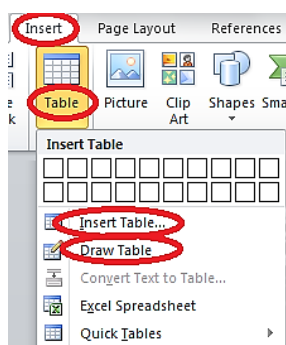 Insert Page Layout References
Table Picture Clip Art Shapes
Insert Table
Insert Table...
Draw Table
Convert Text to Table...
Excel Spreadsheet
Quick Tables